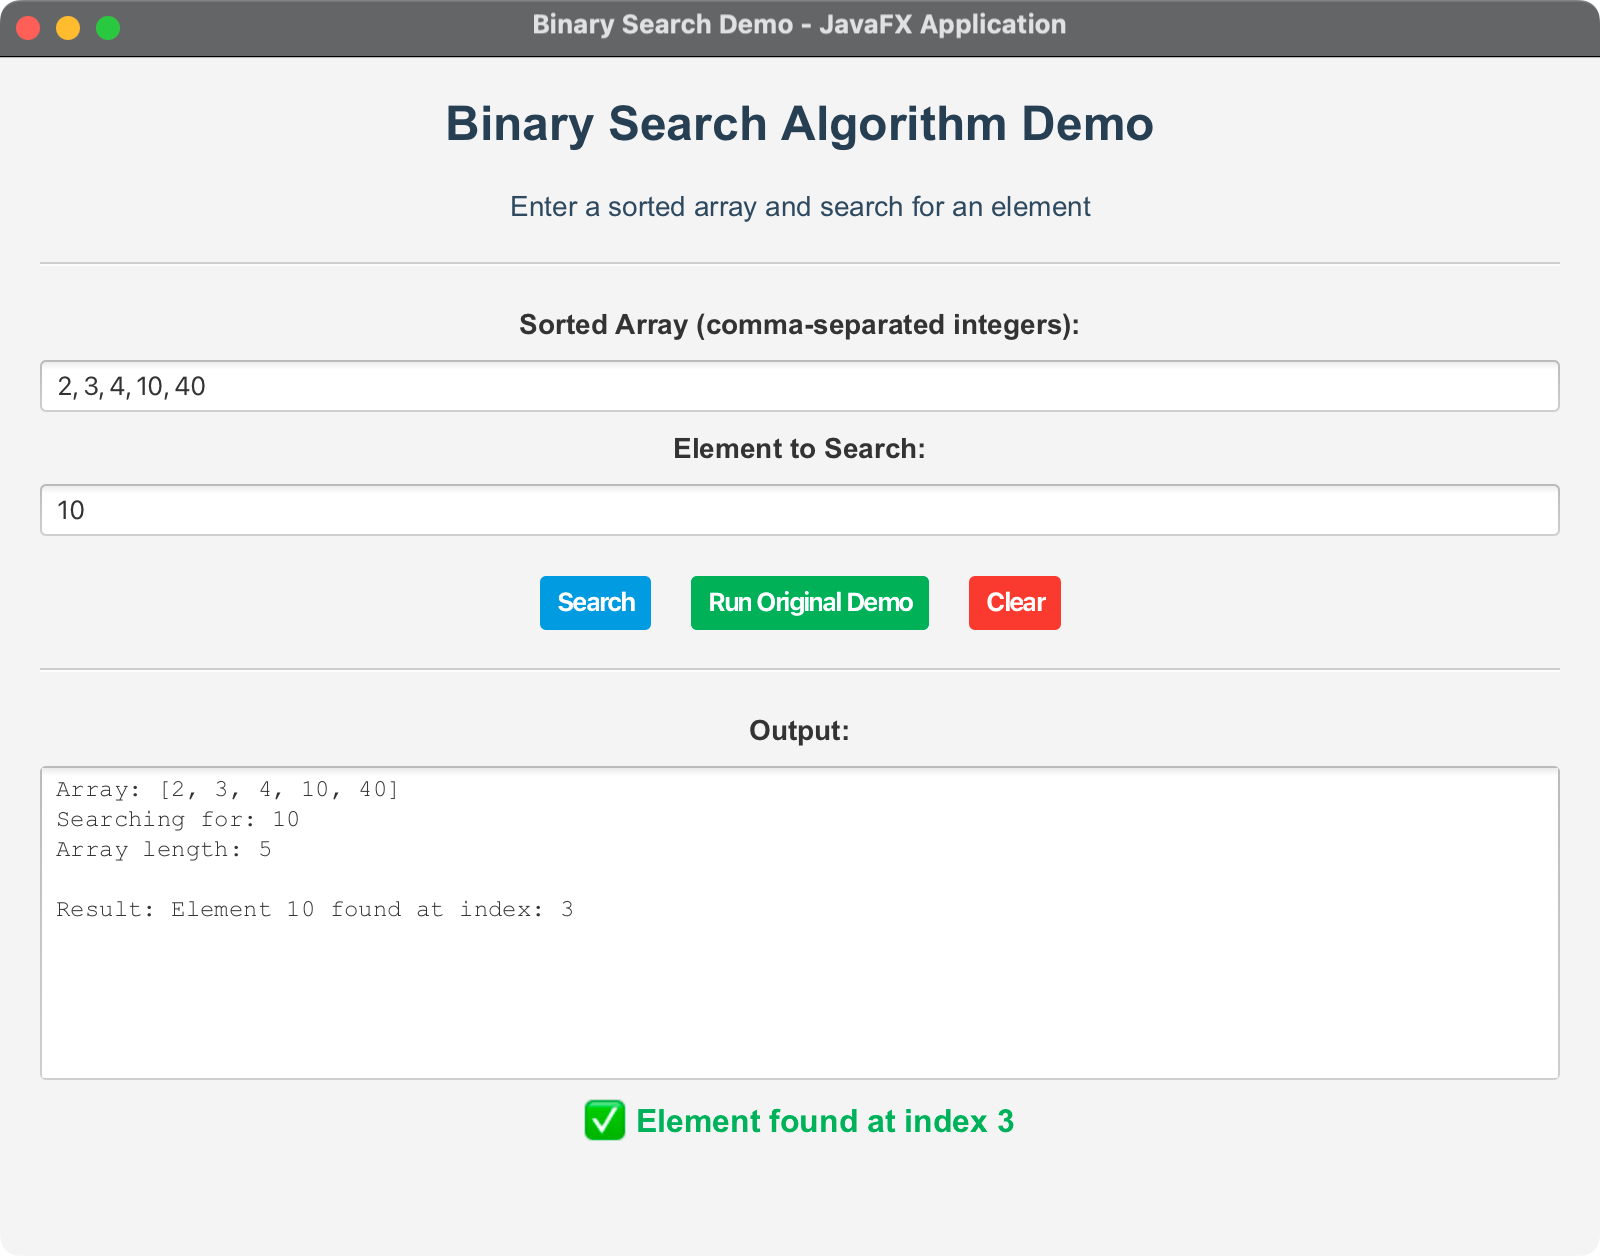 Binary Search Demo - JavaFX Application
Binary Search Algorithm Demo
Enter a sorted array and search for an element
Sorted Array (comma-separated integers):
2, 3, 4, 10, 40
Element to Search:
10
Search
Run Original Demo
Clear
Output:
Array: [2, 3, 4, 10, 40]
Searching for: 10
Array length: 5
Result: Element 10 found at index: 3
✅ Element found at index 3